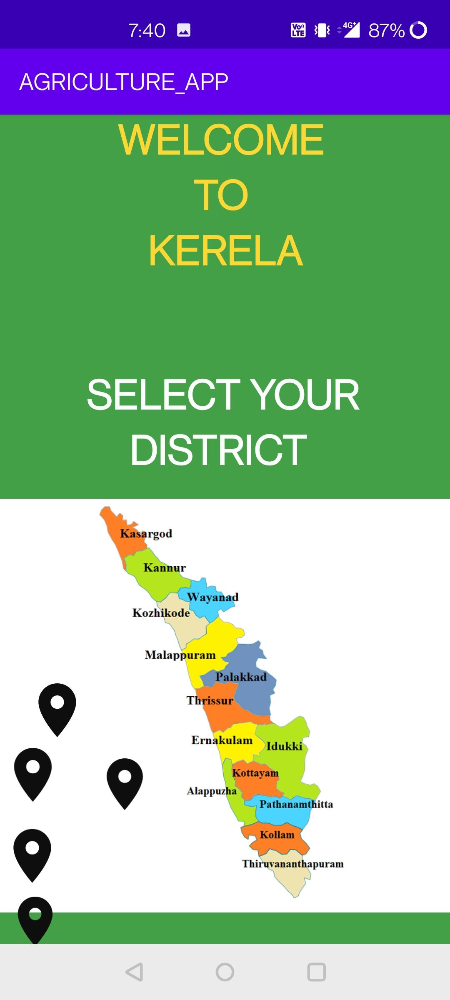 7:40 Vo)) LTE 4G+ 87%
AGRICULTURE_APP
WELCOME
TO
KERELA
SELECT YOUR
DISTRICT
Kasargod
Kannur
Wayanad
Kozhikode
Malappuram
Palakkad
Thrissur
Ernakulam
Idukki
Kottayam
Alappuzha
Pathanamthitta
Kollam
Thiruvananthapuram